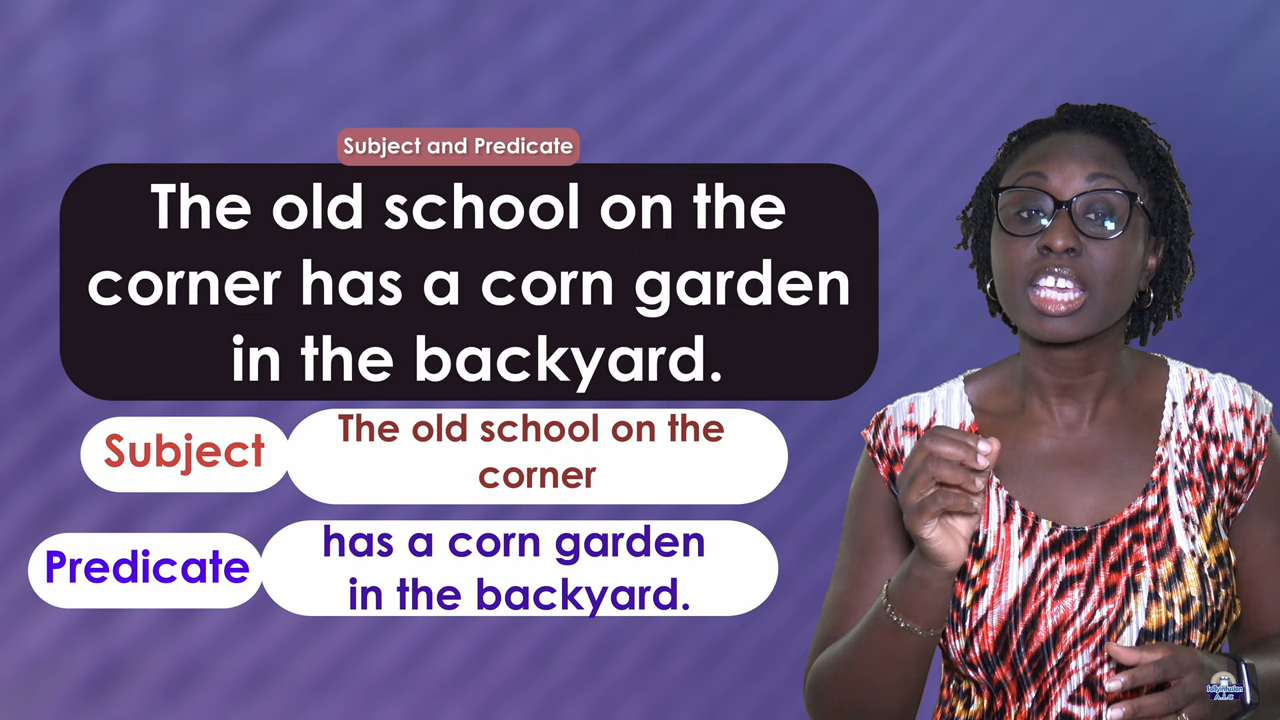 Subject and Predicate
The old school on the
corner has a corn garden
in the backyard.
Subject
The old school on the
corner
Predicate
has a corn garden
in the backyard.